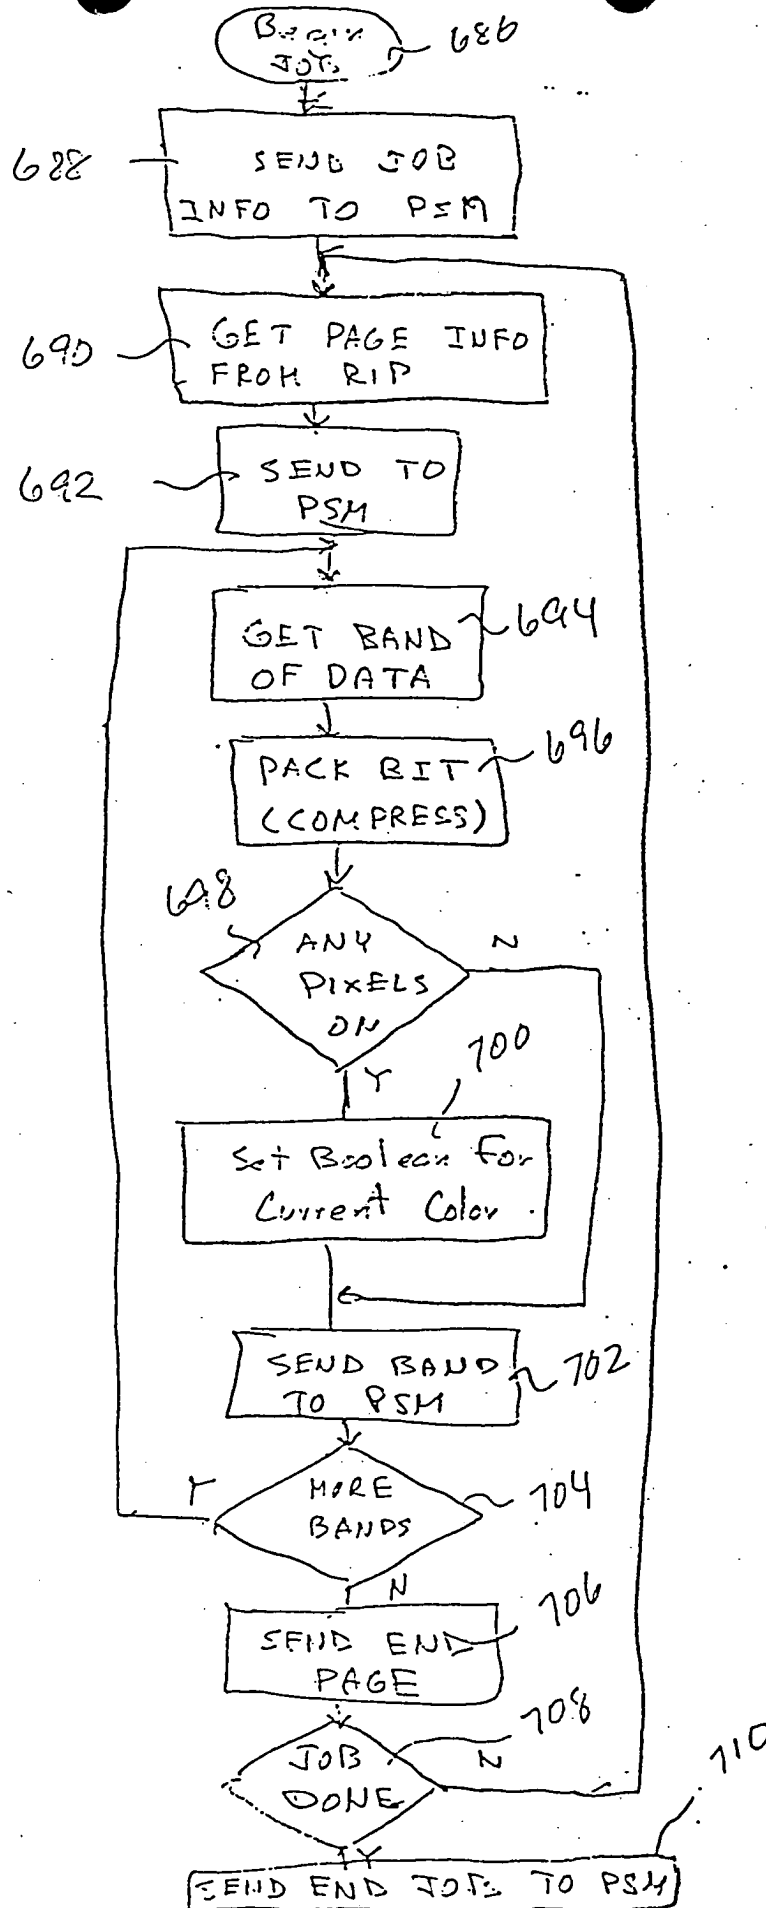 Begin
JOB
686
688
SEND JOB
INFO TO PSM
690
GET PAGE INFO
FROM RIP
692
SEND TO
PSM
694
GET BAND
OF DATA
696
PACK BIT
(COMPRESS)
698
ANY
PIXELS
ON
N
Y
700
Set Boolean For
Current Color
SEND BAND
TO PSM
702
Y
MORE
BANDS
704
N
706
SEND END
PAGE
708
JOB
DONE
N
Y
710
SEND END JOB TO PSM